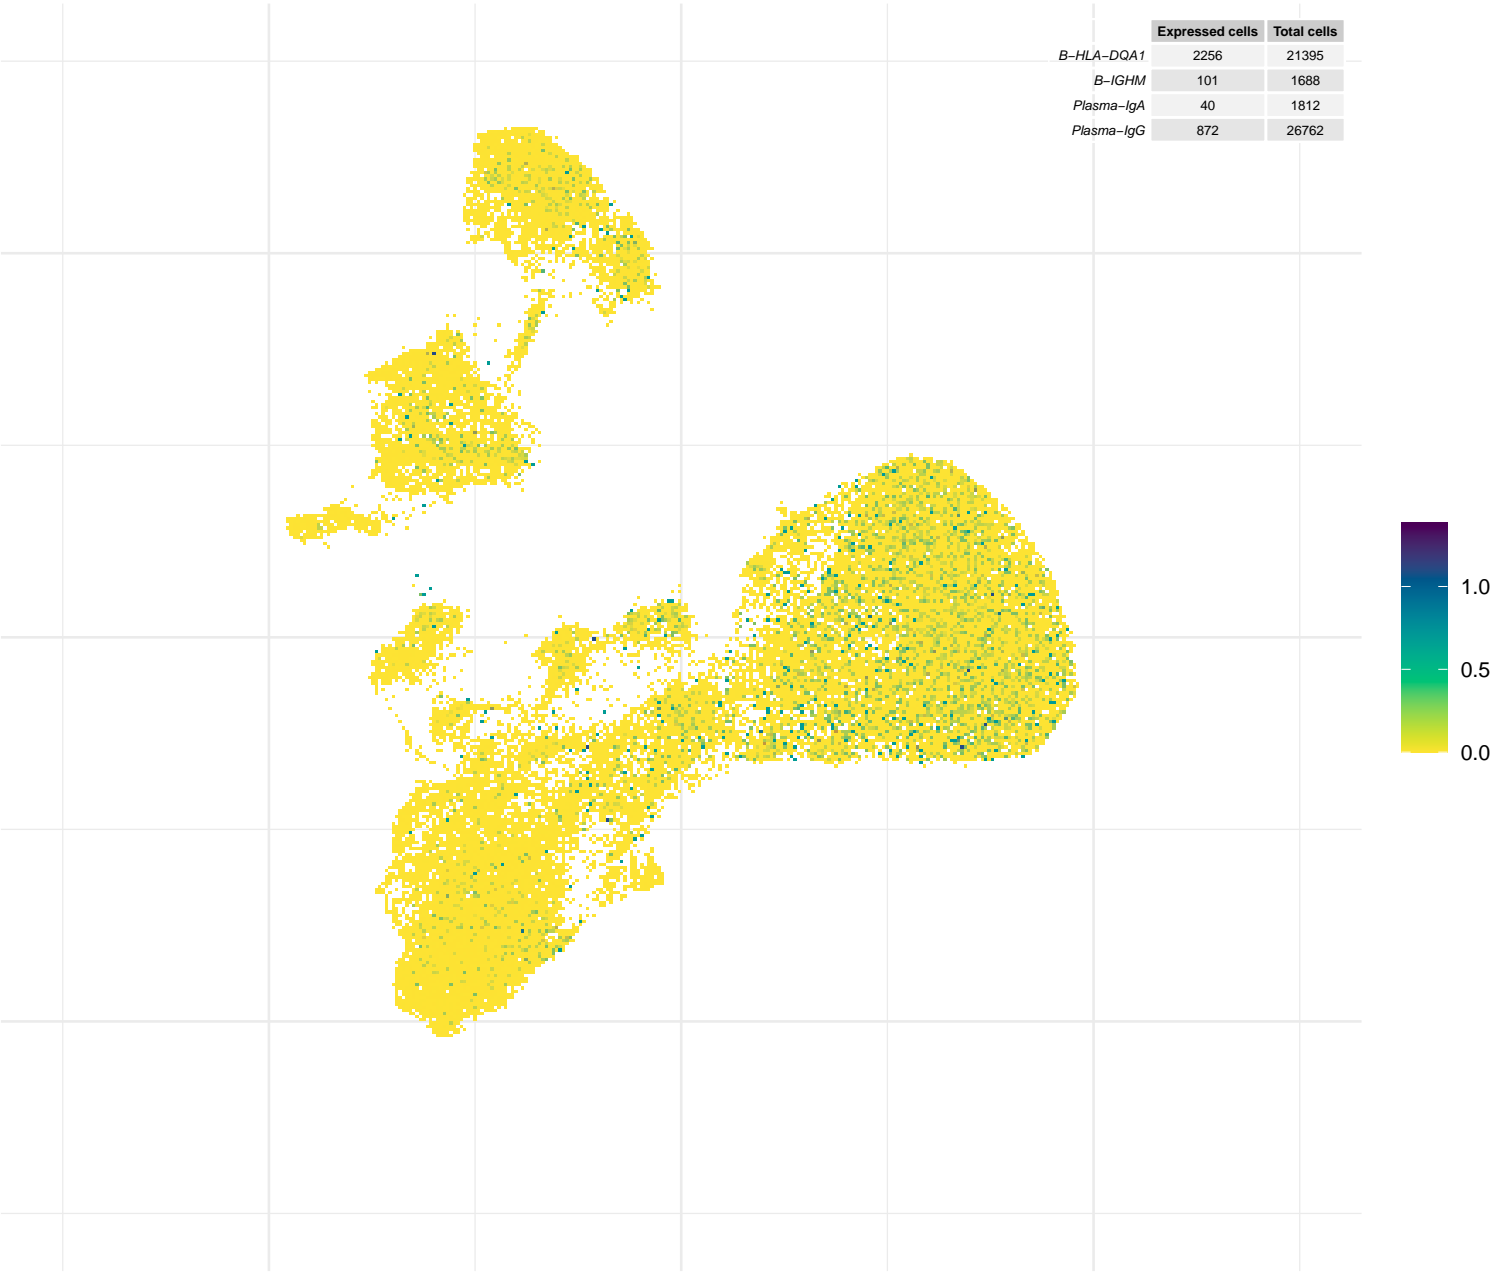 Expressed cells Total cells
B−HLA−DQA1 2256 21395
B−IGHM 101 1688
Plasma−IgA 40 1812
Plasma−IgG 872 26762
1.0
0.5
0.0